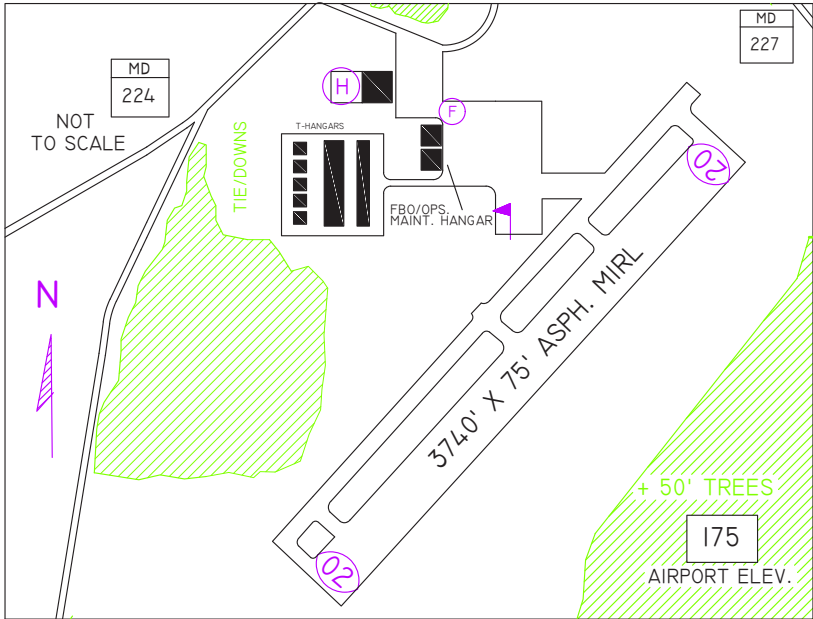 MD
227
MD
224
NOT
TO SCALE
H
F
T-HANGARS
TIE/DOWNS
FBO/OPS.
MAINT. HANGAR
20
N
3740' X 75' ASPH. MIRL
+ 50' TREES
175
AIRPORT ELEV.
02